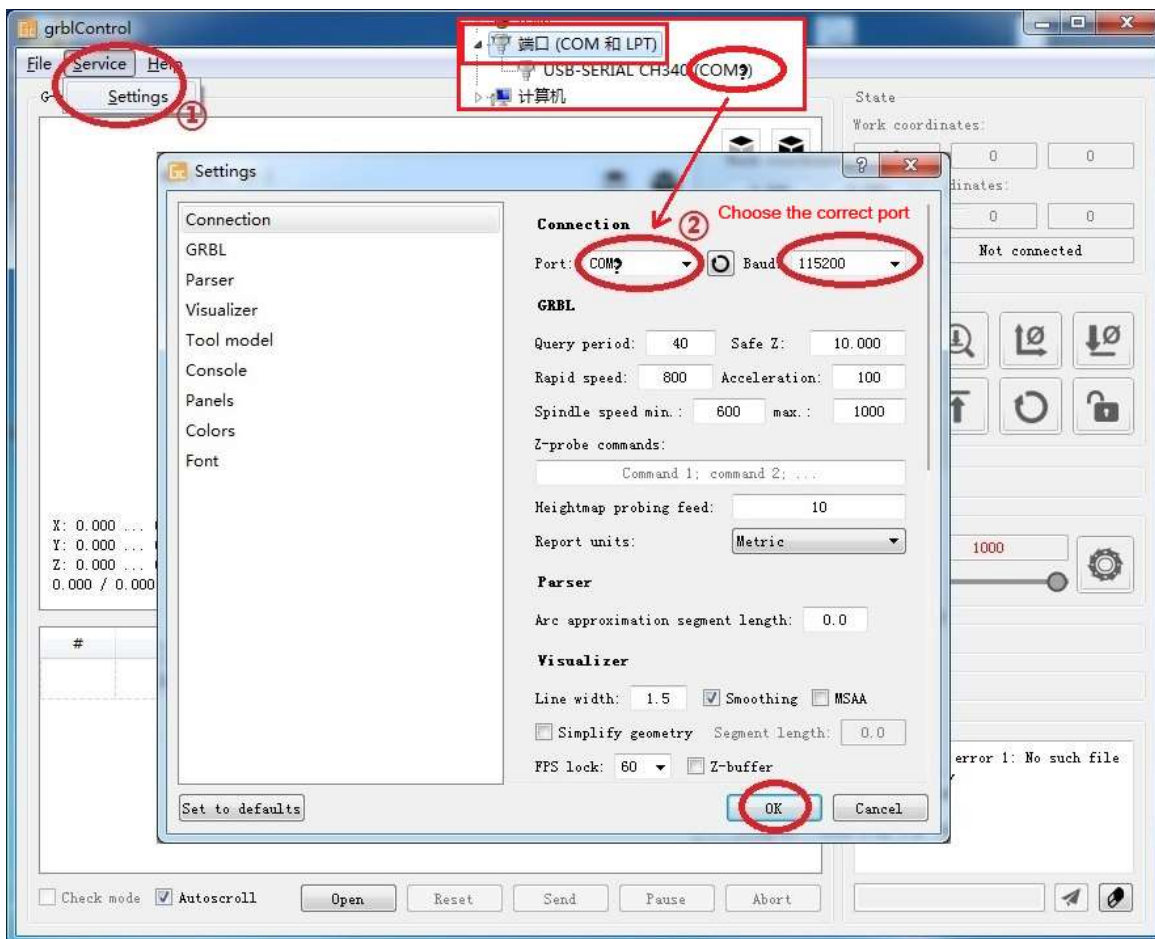 grblControl
端口 (COM 和 LPT)
USB-SERIAL CH340 (COM?)
计算机
File Service Help
Settings
①
State
Work coordinates:
0 0
dinates:
0 0
Not connected
Settings
Connection
GRBL
Parser
Visualizer
Tool model
Console
Panels
Colors
Font
Connection
② Choose the correct port
Port: COM? Baud: 115200
GRBL
Query period: 40 Safe Z: 10.000
Rapid speed: 800 Acceleration: 100
Spindle speed min.: 600 max.: 1000
Z-probe commands:
Command 1; command 2; ...
Heightmap probing feed: 10
Report units: Metric
Parser
Arc approximation segment length: 0.0
Visualizer
Line width: 1.5 Smoothing MSAA
Simplify geometry Segment length: 0.0
FPS lock: 60 Z-buffer
Set to defaults OK Cancel
X: 0.000 ...
Y: 0.000 ...
Z: 0.000 ...
0.000 / 0.000
#
1000
error 1: No such file
Check mode Autoscroll Open Reset Send Pause Abort